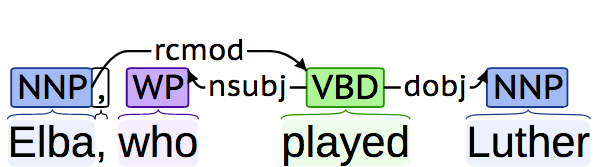 rcmod
NNP , WP nsubj VBD dobj NNP
Elba, who played Luther